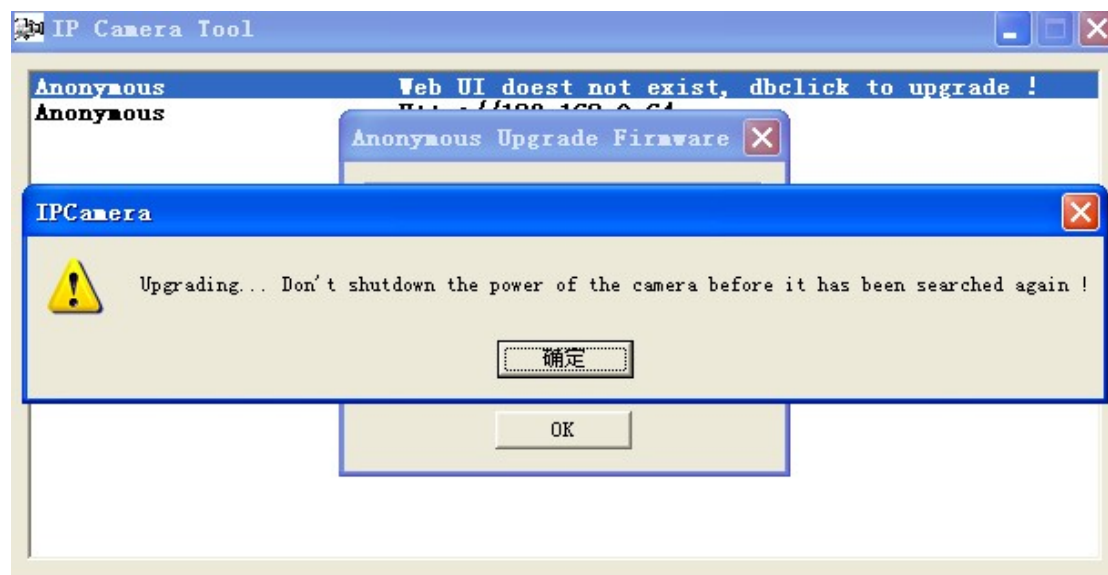 IP Camera Tool
Anonymous Web UI doest not exist, dbclick to upgrade !
Anonymous
Anonymous Upgrade Firmware
IPCamera
Upgrading... Don't shutdown the power of the camera before it has been searched again !
确定
OK